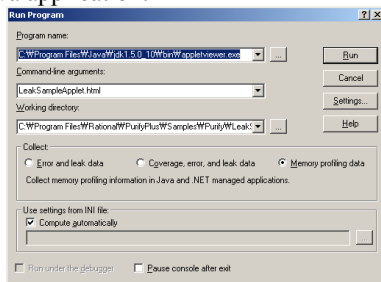 Run Program
Program name:
C:₩Program Files₩Java₩jdk1.5.0_10₩bin₩appletviewer.exe
...
Run
Command-line arguments:
Cancel
LeakSampleApplet.html
Settings...
Working directory:
C:₩Program Files₩Rational₩PurifyPlus₩Samples₩Purify₩Leak
...
Help
Collect:
Error and leak data
Coverage, error, and leak data
Memory profiling data
Collect memory profiling information in Java and .NET managed applications.
Use settings from INI file:
Compute automatically
...
Run under the debugger
Pause console after exit